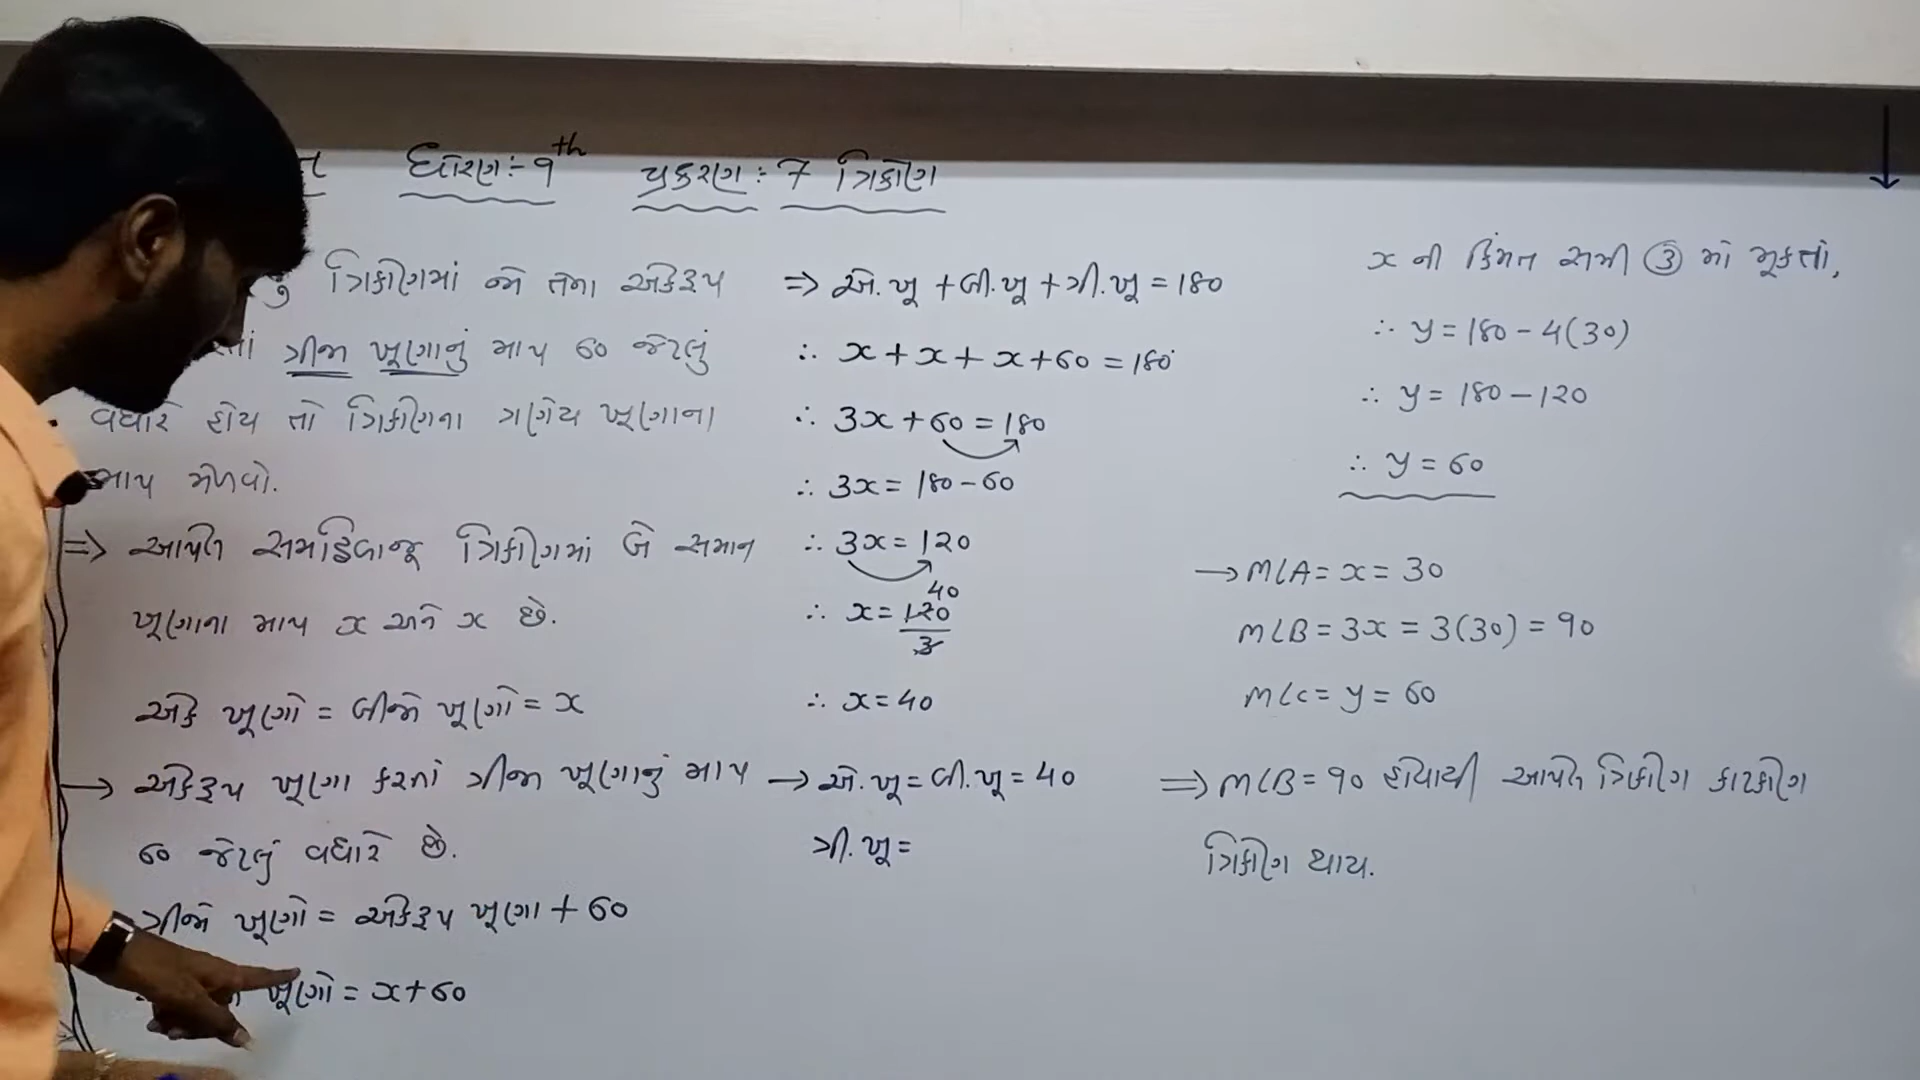 ધોરણ:- 9th પ્રકરણ : 7 ત્રિકોણ
ત્રિકોણમાં જો તેના એકરૂપ
ત્રીજા ખૂણાનું માપ 60 જેટલું
વધારે હોય તો ત્રિકોણના ત્રણેય ખૂણાના
માપ મેળવો.
⇒ આપેલ સમદ્વિબાજૂ ત્રિકોણમાં બે સમાન
ખૂણાના માપ x અને x છે.
એક ખૂણો = બીજો ખૂણો = x
→ એકરૂપ ખૂણા કરતાં ત્રીજા ખૂણાનું માપ
60 જેટલું વધારે છે.
ત્રીજો ખૂણો = એકરૂપ ખૂણા + 60
ખૂણો = x + 60
⇒ એ.ખૂ + બી.ખૂ + ત્રી.ખૂ = 180
∴ x + x + x + 60 = 180
∴ 3x + 60 = 180
∴ 3x = 180 - 60
∴ 3x = 120
40
∴ x = 120
3
∴ x = 40
→ એ.ખૂ = બી.ખૂ = 40
ત્રી.ખૂ =
x ની કિંમત સમી ③ માં મૂકતાં,
∴ y = 180 - 4(30)
∴ y = 180 - 120
∴ y = 60
→ m∠A = x = 30
m∠B = 3x = 3(30) = 90
m∠C = y = 60
⇒ m∠B = 90 હોવાથી આપેલ ત્રિકોણ કાટકોણ
ત્રિકોણ થાય.